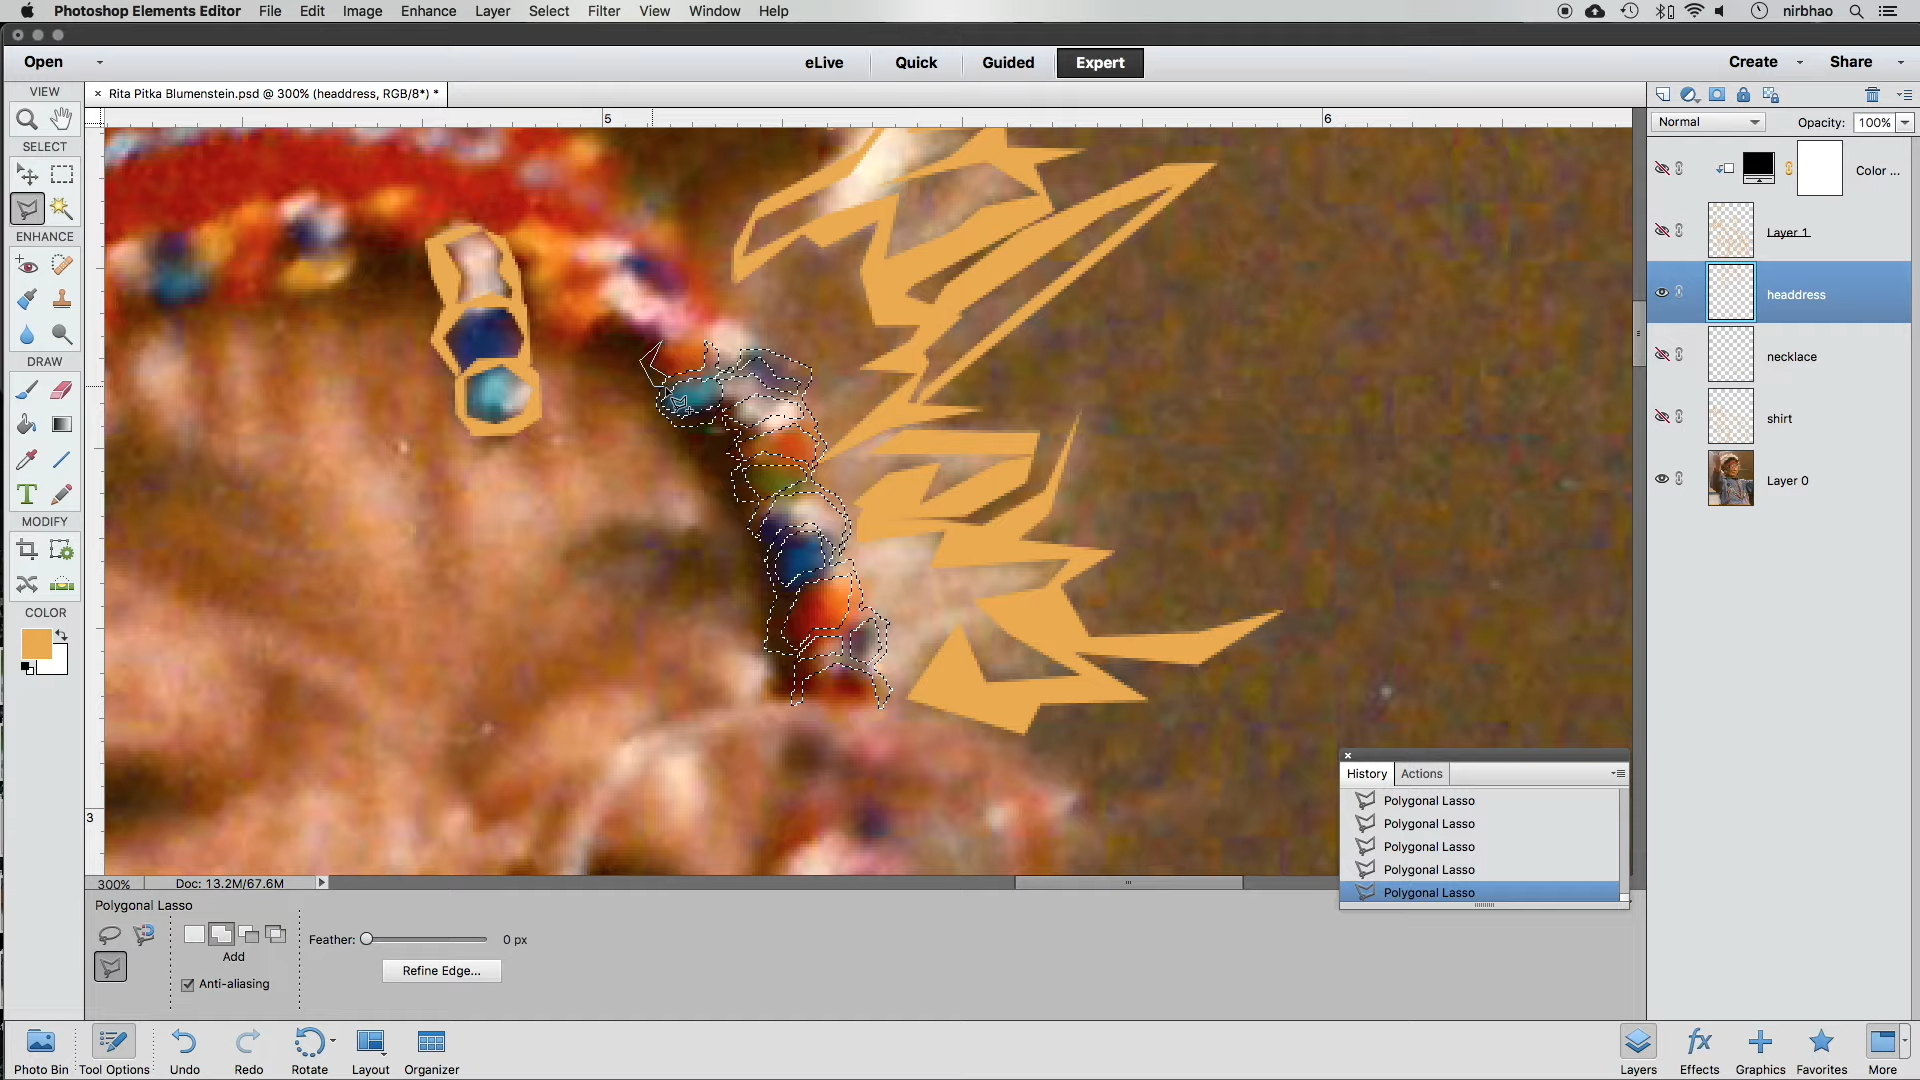 Photoshop Elements Editor File Edit Image Enhance Layer Select Filter View Window Help nirbhao
Open eLive Quick Guided Expert Create Share
VIEW
× Rita Pitka Blumenstein.psd @ 300% (headdress, RGB/8*) *
5 6
Normal Opacity: 100%
SELECT
Color ...
Layer 1
ENHANCE
headdress
DRAW
necklace
shirt
T
Layer 0
MODIFY
COLOR
History Actions
Polygonal Lasso
3
Polygonal Lasso
Polygonal Lasso
Polygonal Lasso
Polygonal Lasso
300% Doc: 13.2M/67.6M
Polygonal Lasso
Feather: 0 px
Add
Refine Edge...
Anti-aliasing
fx
Photo Bin Tool Options Undo Redo Rotate Layout Organizer Layers Effects Graphics Favorites More